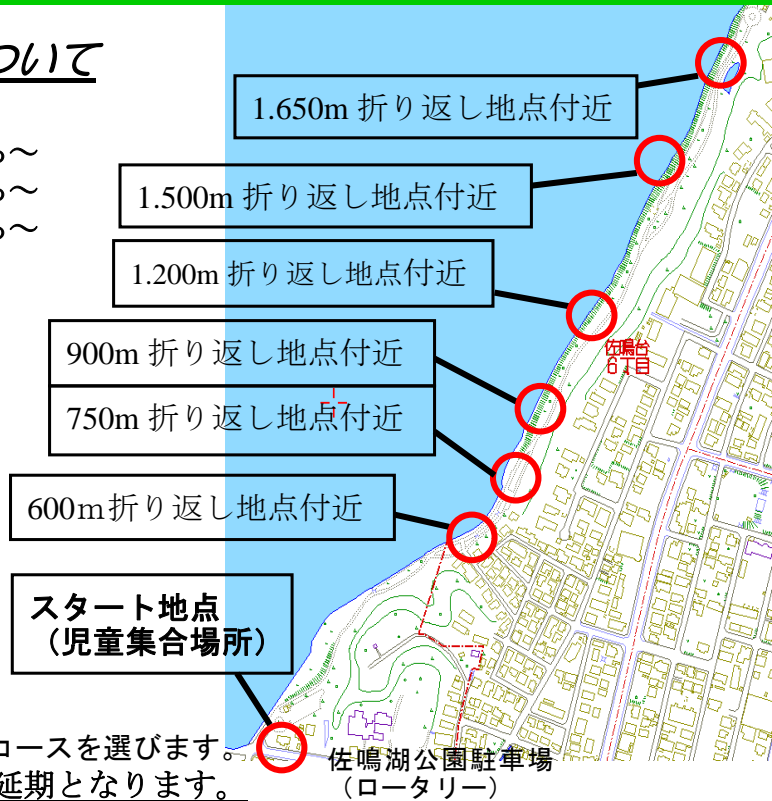 ついて
ら～
ら～
ら～
1.650m 折り返し地点付近
1.500m 折り返し地点付近
1.200m 折り返し地点付近
佐鳴台
6丁目
900m 折り返し地点付近
750m 折り返し地点付近
600ｍ折り返し地点付近
スタート地点
（児童集合場所）
コースを選びます。
延期となります。
佐鳴湖公園駐車場
（ロータリー）